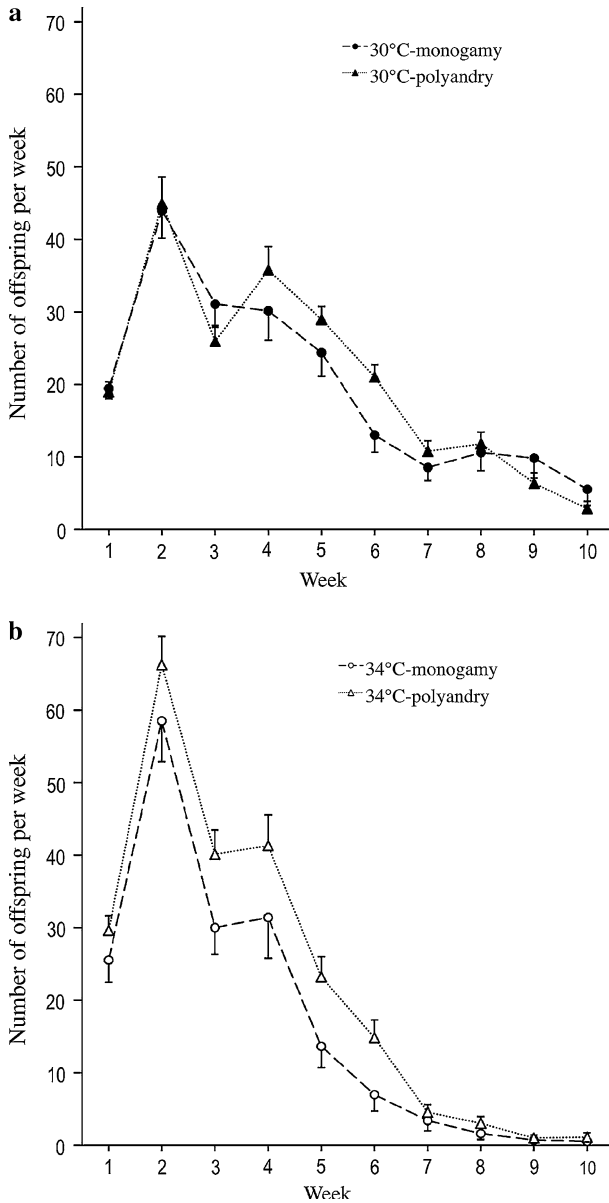 a
70
60
50
40
30
20
10
0
Number of offspring per week
30°C-monogamy
30°C-polyandry
1 2 3 4 5 6 7 8 9 10
Week
b
70
60
50
40
30
20
10
0
Number of offspring per week
34°C-monogamy
34°C-polyandry
1 2 3 4 5 6 7 8 9 10
Week